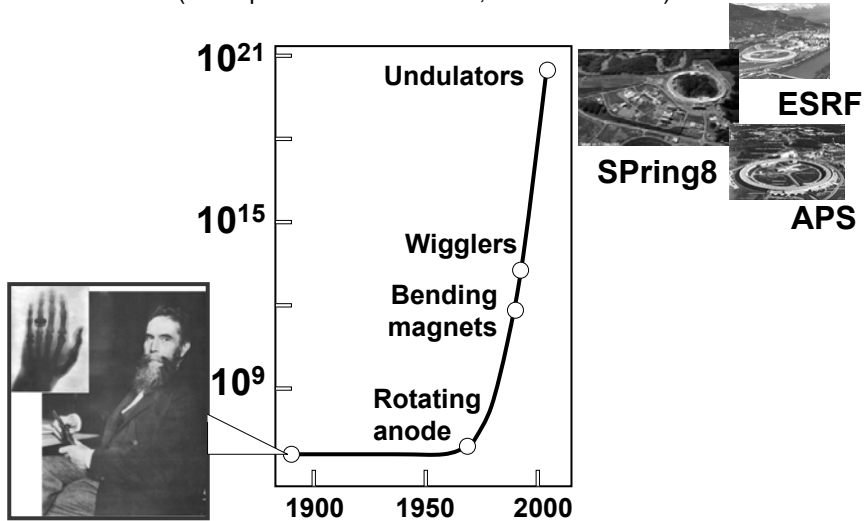 10²¹
Undulators
ESRF
SPring8
APS
10¹⁵
Wigglers
Bending
magnets
10⁹
Rotating
anode
1900 1950 2000